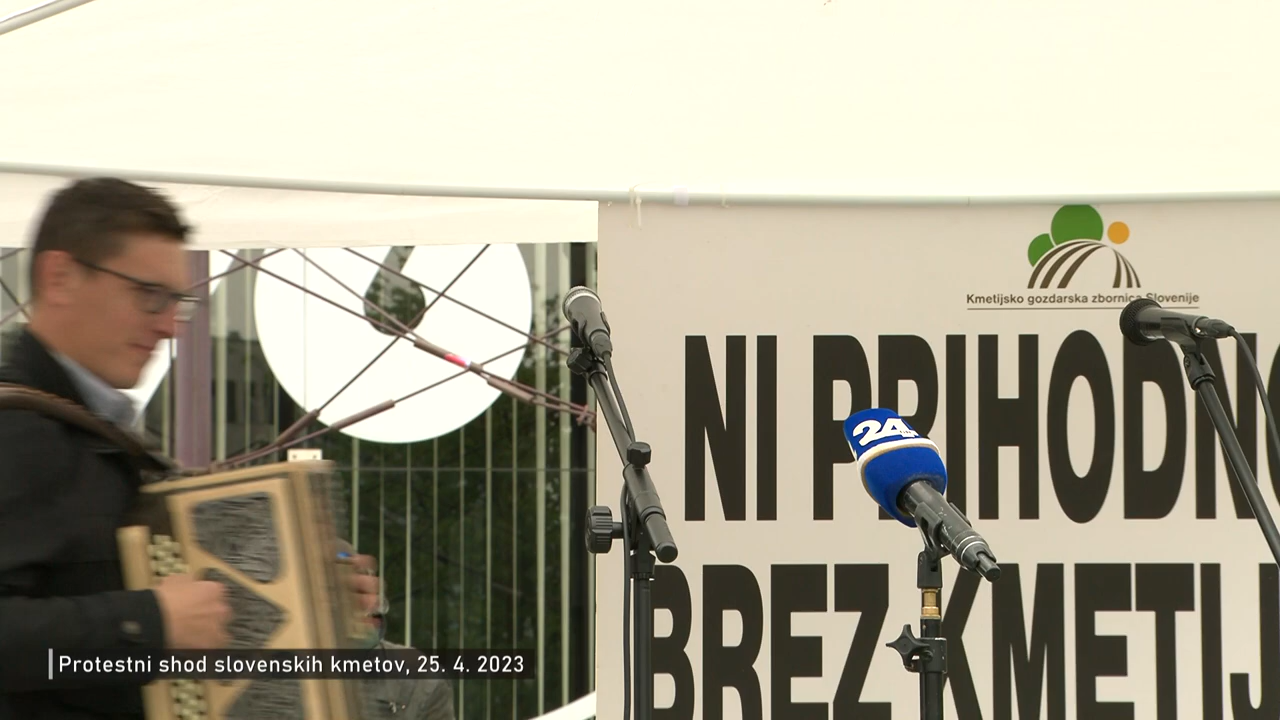 Kmetijsko gozdarska zbornica Slovenije
NI PRIHODNO
24
BREZ KMETIJ
Protestni shod slovenskih kmetov, 25. 4. 2023